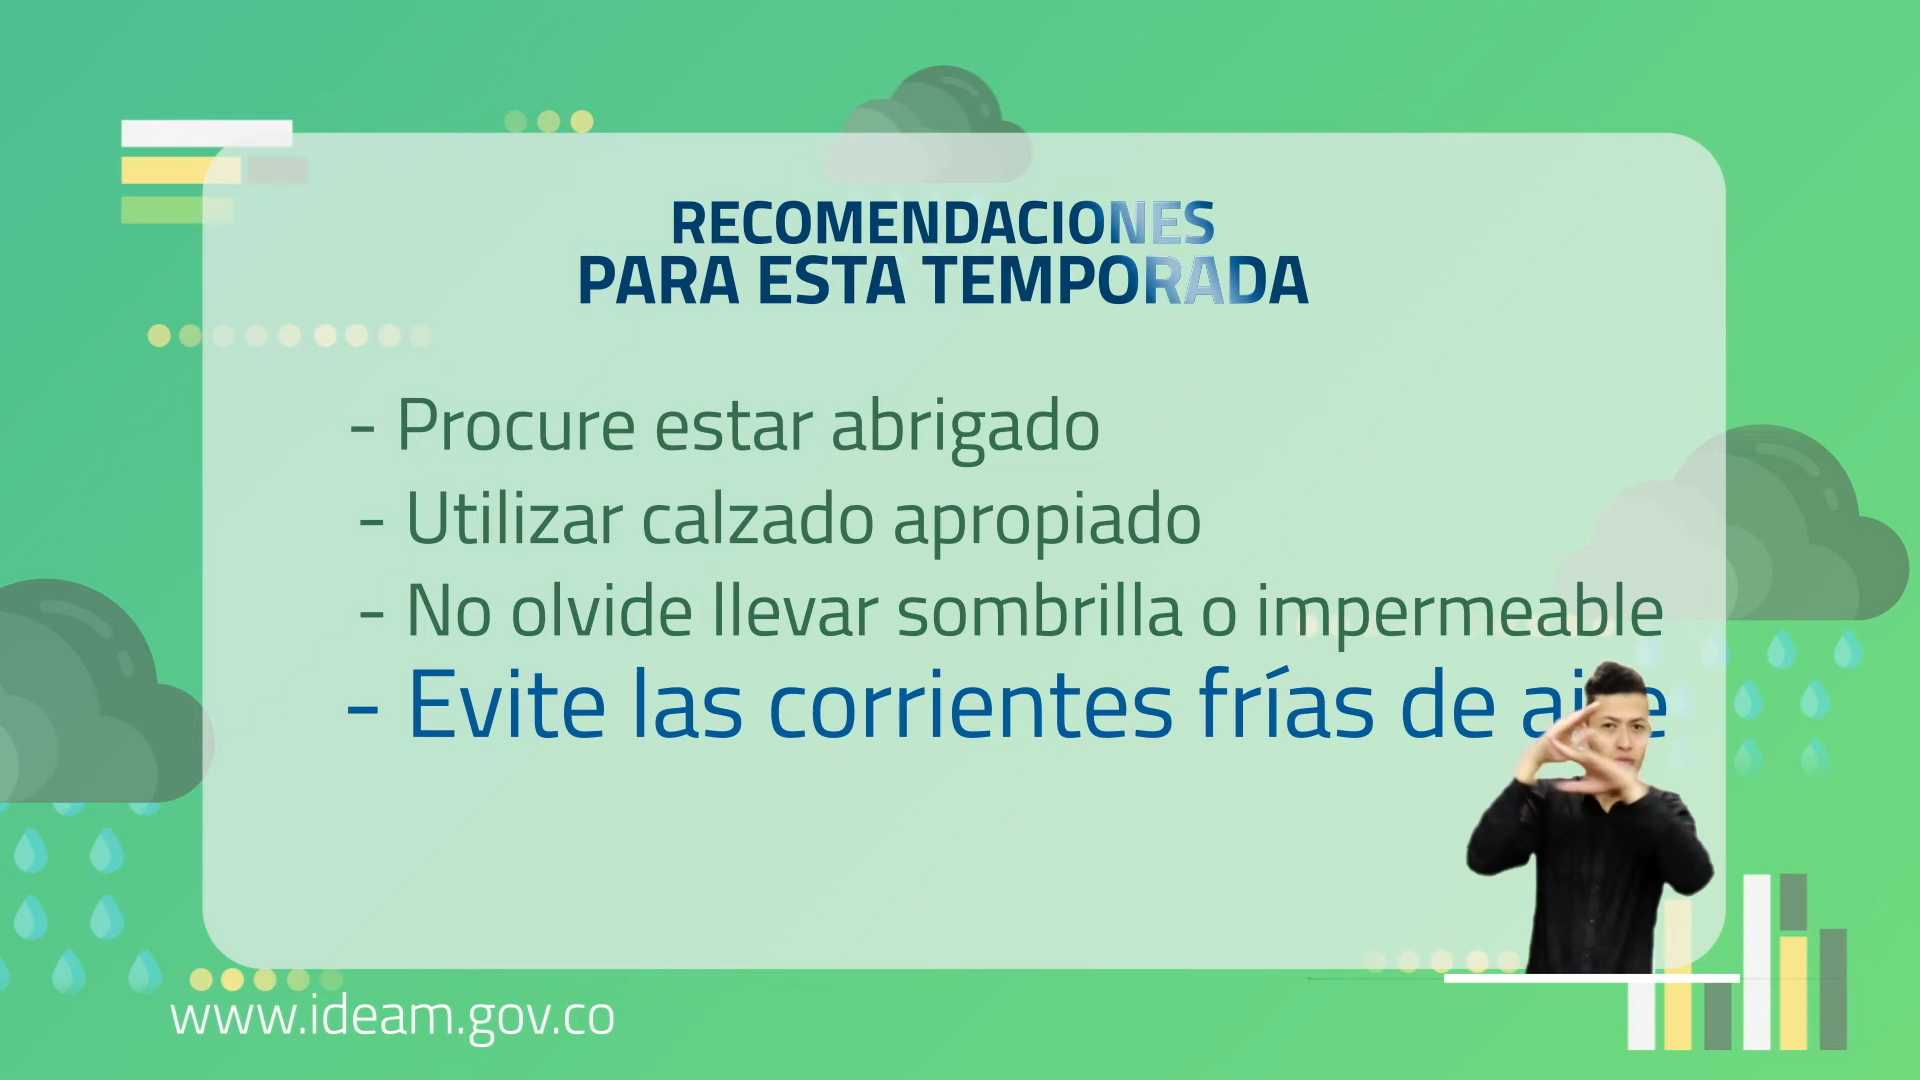 RECOMENDACIONES
PARA ESTA TEMPORADA
- Procure estar abrigado
- Utilizar calzado apropiado
- No olvide llevar sombrilla o impermeable
- Evite las corrientes frías de aire
www.ideam.gov.co